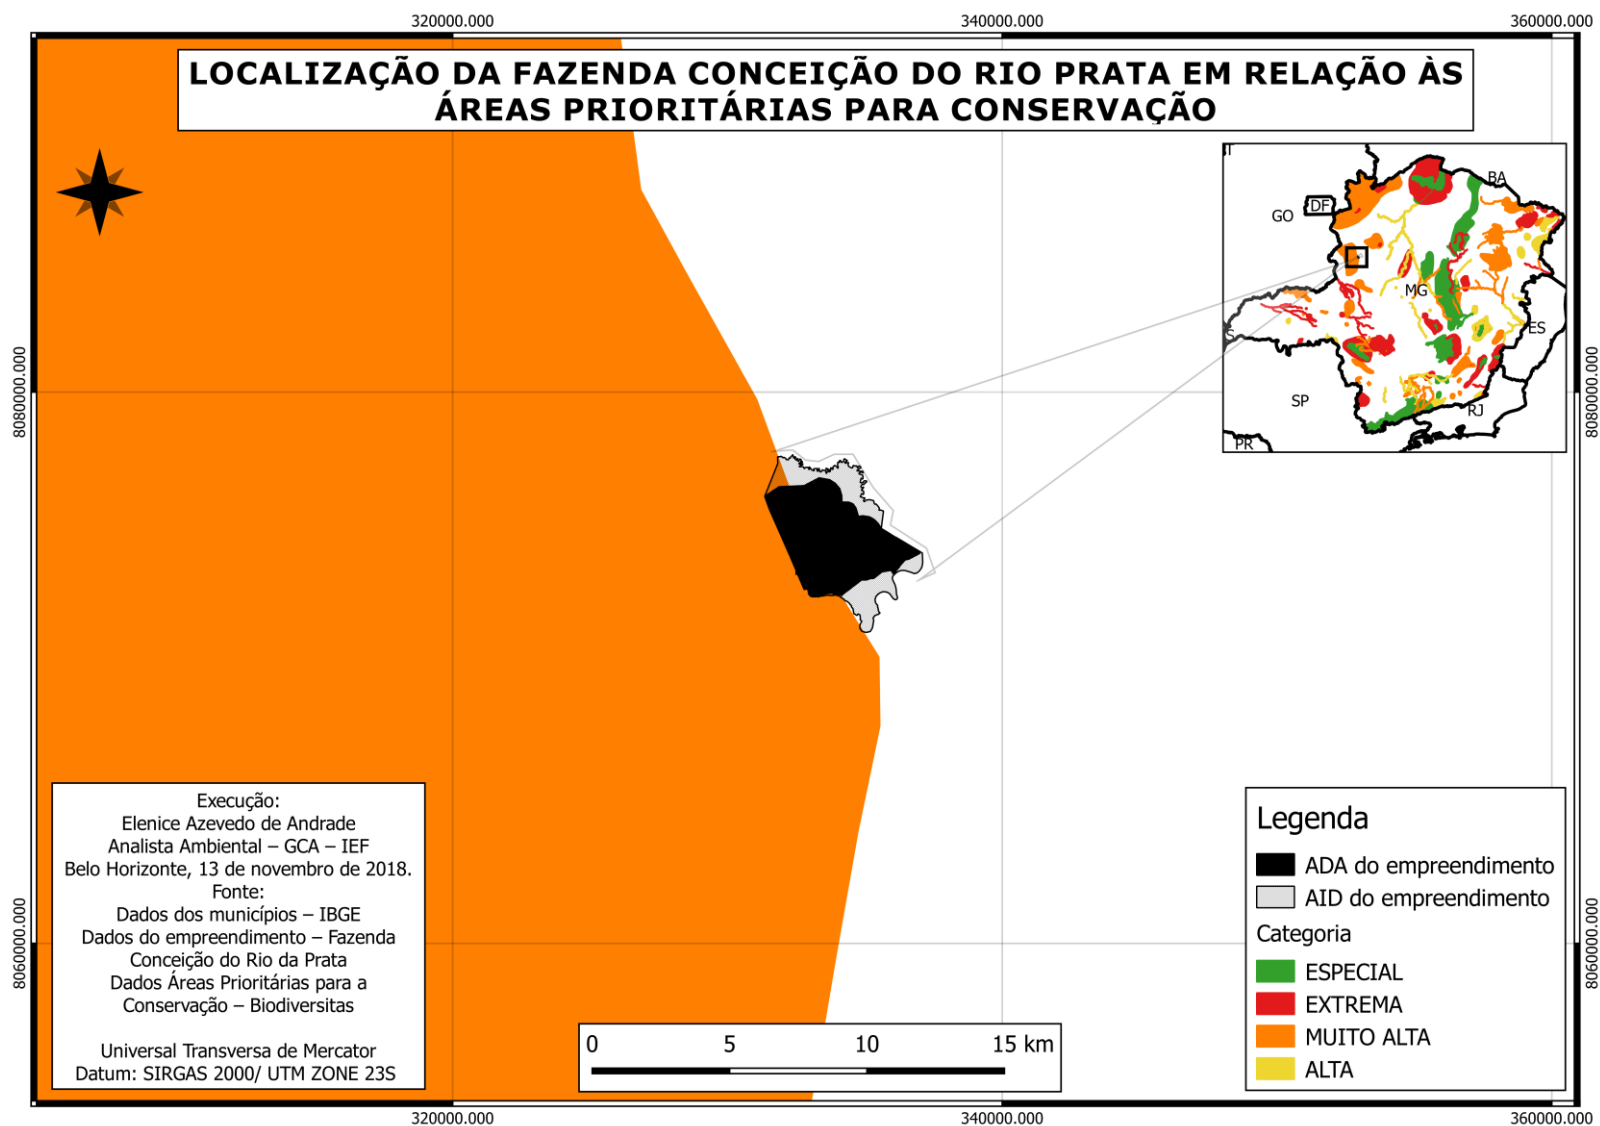 320000.000
340000.000
360000.000
LOCALIZAÇÃO DA FAZENDA CONCEIÇÃO DO RIO PRATA EM RELAÇÃO ÀS
ÁREAS PRIORITÁRIAS PARA CONSERVAÇÃO
BA
DF
GO
MG
ES
SP
RJ
PR
8080000.000
8080000.000
8060000.000
8060000.000
Execução:
Elenice Azevedo de Andrade
Analista Ambiental – GCA – IEF
Belo Horizonte, 13 de novembro de 2018.
Fonte:
Dados dos municípios – IBGE
Dados do empreendimento – Fazenda
Conceição do Rio da Prata
Dados Áreas Prioritárias para a
Conservação – Biodiversitas
Universal Transversa de Mercator
Datum: SIRGAS 2000/ UTM ZONE 23S
0 5 10 15 km
Legenda
ADA do empreendimento
AID do empreendimento
Categoria
ESPECIAL
EXTREMA
MUITO ALTA
ALTA
320000.000
340000.000
360000.000